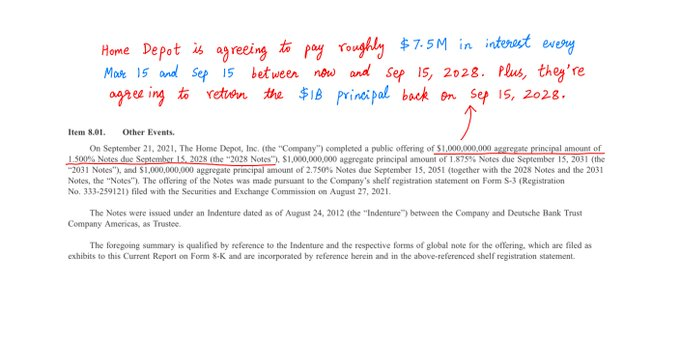 Home Depot is agreeing to pay roughly $7.5M in interest every
Mar 15 and Sep 15 between now and Sep 15, 2028. Plus, they're
agreeing to return the $1B principal back on Sep 15, 2028.
Item 8.01. Other Events.
On September 21, 2021, The Home Depot, Inc. (the “Company”) completed a public offering of $1,000,000,000 aggregate principal amount of
1.500% Notes due September 15, 2028 (the “2028 Notes”), $1,000,000,000 aggregate principal amount of 1.875% Notes due September 15, 2031 (the
“2031 Notes”), and $1,000,000,000 aggregate principal amount of 2.750% Notes due September 15, 2051 (together with the 2028 Notes and the 2031
Notes, the “Notes”). The offering of the Notes was made pursuant to the Company’s shelf registration statement on Form S-3 (Registration
No. 333-259121) filed with the Securities and Exchange Commission on August 27, 2021.
The Notes were issued under an Indenture dated as of August 24, 2012 (the “Indenture”) between the Company and Deutsche Bank Trust
Company Americas, as Trustee.
The foregoing summary is qualified by reference to the Indenture and the respective forms of global note for the offering, which are filed as
exhibits to this Current Report on Form 8-K and are incorporated by reference herein and in the above-referenced shelf registration statement.